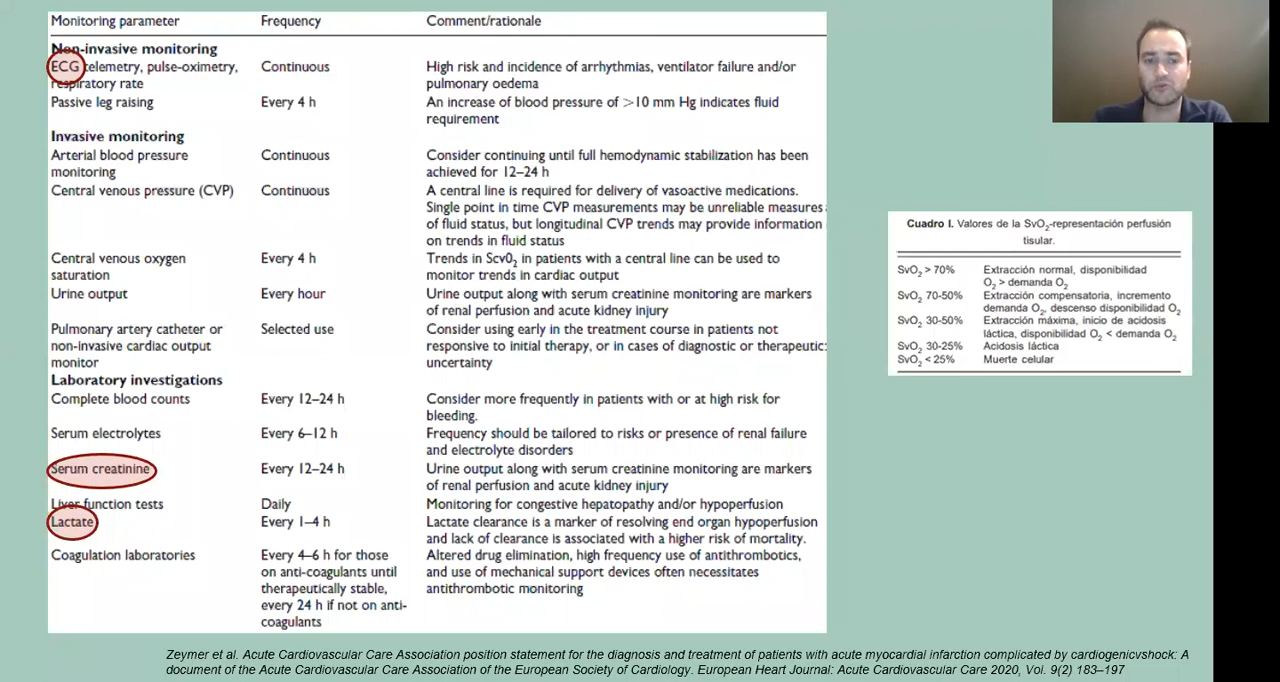 Monitoring parameter Frequency Comment/rationale
Non-invasive monitoring
ECG telemetry, pulse-oximetry, Continuous High risk and incidence of arrhythmias, ventilator failure and/or
respiratory rate pulmonary oedema
Passive leg raising Every 4 h An increase of blood pressure of >10 mm Hg indicates fluid
requirement
Invasive monitoring
Arterial blood pressure Continuous Consider continuing until full hemodynamic stabilization has been
monitoring achieved for 12–24 h
Central venous pressure (CVP) Continuous A central line is required for delivery of vasoactive medications.
Single point in time CVP measurements may be unreliable measures
of fluid status, but longitudinal CVP trends may provide information
on trends in fluid status
Central venous oxygen Every 4 h Trends in Scv0₂ in patients with a central line can be used to
saturation monitor trends in cardiac output
Urine output Every hour Urine output along with serum creatinine monitoring are markers
of renal perfusion and acute kidney injury
Pulmonary artery catheter or Selected use Consider using early in the treatment course in patients not
non-invasive cardiac output responsive to initial therapy, or in cases of diagnostic or therapeutic
monitor uncertainty
Laboratory investigations
Complete blood counts Every 12–24 h Consider more frequently in patients with or at high risk for
bleeding.
Serum electrolytes Every 6–12 h Frequency should be tailored to risks or presence of renal failure
and electrolyte disorders
Serum creatinine Every 12–24 h Urine output along with serum creatinine monitoring are markers
of renal perfusion and acute kidney injury
Liver function tests Daily Monitoring for congestive hepatopathy and/or hypoperfusion
Lactate Every 1–4 h Lactate clearance is a marker of resolving end organ hypoperfusion
and lack of clearance is associated with a higher risk of mortality.
Coagulation laboratories Every 4–6 h for those Altered drug elimination, high frequency use of antithrombotics,
on anti-coagulants until and use of mechanical support devices often necessitates
therapeutically stable, antithrombotic monitoring
every 24 h if not on anti-
coagulants
Cuadro I. Valores de la SvO₂-representación perfusión
tisular.
SvO₂ > 70% Extracción normal, disponibilidad
O₂ > demanda O₂
SvO₂ 70-50% Extracción compensatoria, incremento
demanda O₂, descenso disponibilidad O₂
SvO₂ 30-50% Extracción máxima, inicio de acidosis
láctica, disponibilidad O₂ < demanda O₂
SvO₂ 30-25% Acidosis láctica
SvO₂ < 25% Muerte celular
Zeymer et al. Acute Cardiovascular Care Association position statement for the diagnosis and treatment of patients with acute myocardial infarction complicated by cardiogenicvshock: A
document of the Acute Cardiovascular Care Association of the European Society of Cardiology. European Heart Journal: Acute Cardiovascular Care 2020, Vol. 9(2) 183–197